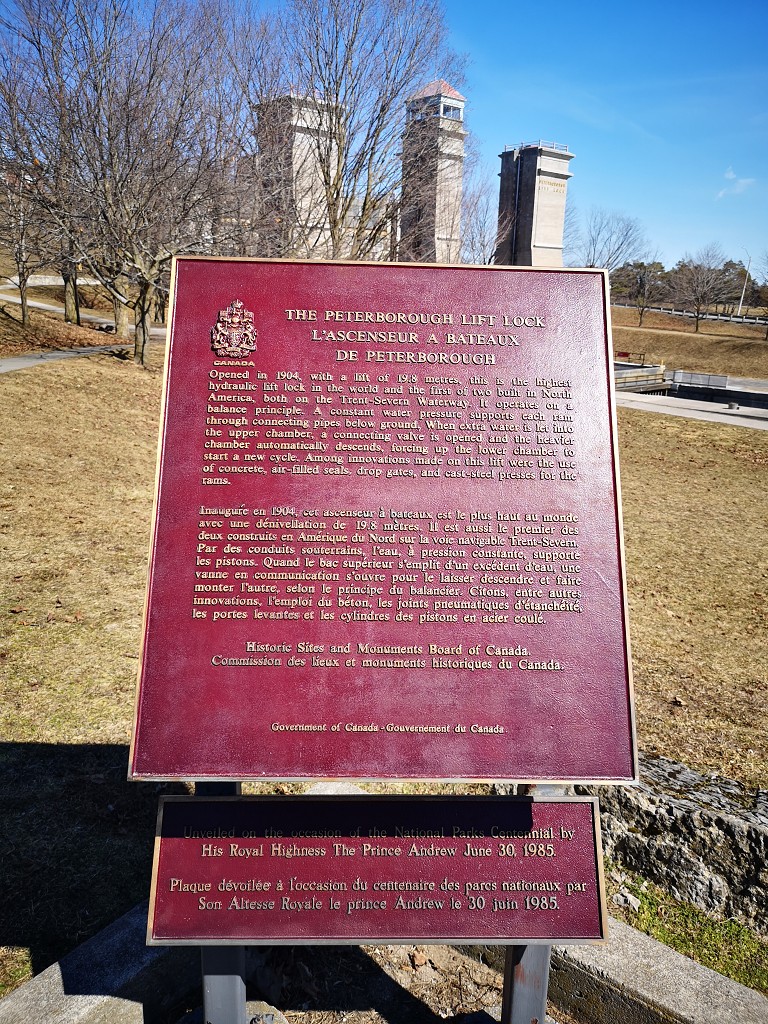 PETERBOROUGH
LIFT LOCK
CANADA
THE PETERBOROUGH LIFT LOCK
L'ASCENSEUR A BATEAUX
DE PETERBOROUGH
Opened in 1904, with a lift of 19.8 metres, this is the highest
hydraulic lift lock in the world and the first of two built in North
America, both on the Trent-Severn Waterway. It operates on a
balance principle. A constant water pressure supports each ram
through connecting pipes below ground. When extra water is let into
the upper chamber, a connecting valve is opened and the heavier
chamber automatically descends, forcing up the lower chamber to
start a new cycle. Among innovations made on this lift were the use
of concrete, air-filled seals, drop gates, and cast-steel presses for the
rams.
Inauguré en 1904, cet ascenseur à bateaux est le plus haut au monde
avec une dénivellation de 19.8 mètres. Il est aussi le premier des
deux construits en Amérique du Nord sur la voie navigable Trent-Severn.
Par des conduits souterrains, l'eau, à pression constante, supporte
les pistons. Quand le bac supérieur s'emplit d'un excédent d'eau, une
vanne en communication s'ouvre pour le laisser descendre et faire
monter l'autre, selon le principe du balancier. Citons, entre autres
innovations, l'emploi du béton, les joints pneumatiques d'étanchéité,
les portes levantes et les cylindres des pistons en acier coulé.
Historic Sites and Monuments Board of Canada.
Commission des lieux et monuments historiques du Canada.
Government of Canada - Gouvernement du Canada
Unveiled on the occasion of the National Parks Centennial by
His Royal Highness The Prince Andrew June 30, 1985.
Plaque dévoilée à l'occasion du centenaire des parcs nationaux par
Son Altesse Royale le prince Andrew le 30 juin 1985.